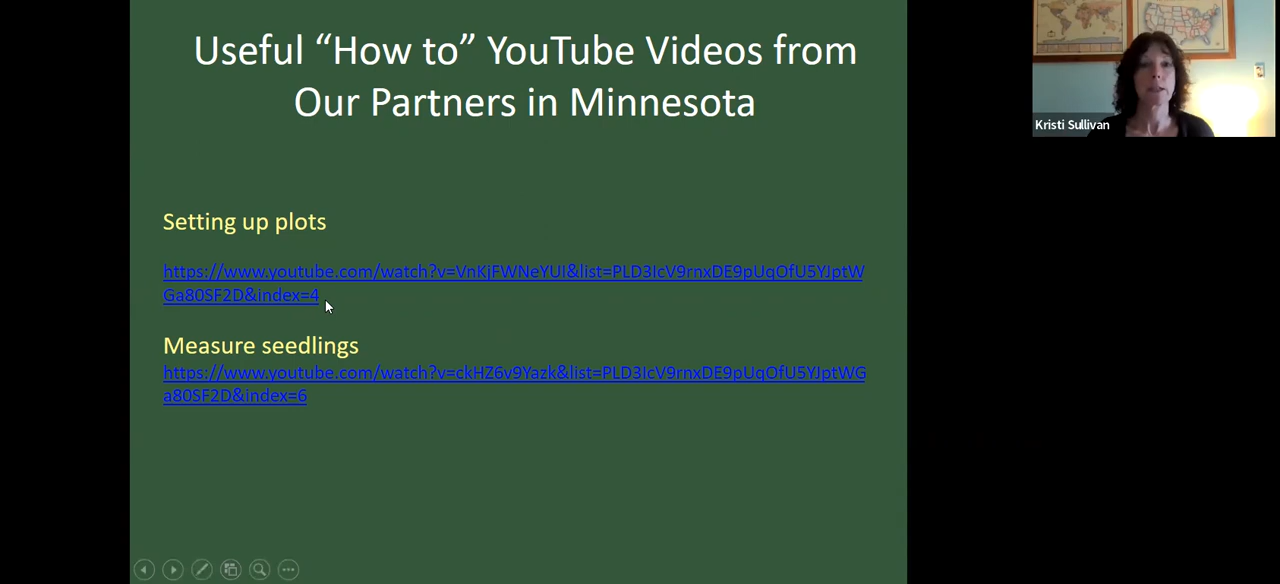 Useful “How to” YouTube Videos from
Our Partners in Minnesota
Kristi Sullivan
Setting up plots
https://www.youtube.com/watch?v=VnKjFWNeYUI&list=PLD3IcV9rnxDE9pUqOfU5YJptW
Ga80SF2D&index=4
Measure seedlings
https://www.youtube.com/watch?v=ckHZ6v9Yazk&list=PLD3IcV9rnxDE9pUqOfU5YJptWG
a80SF2D&index=6